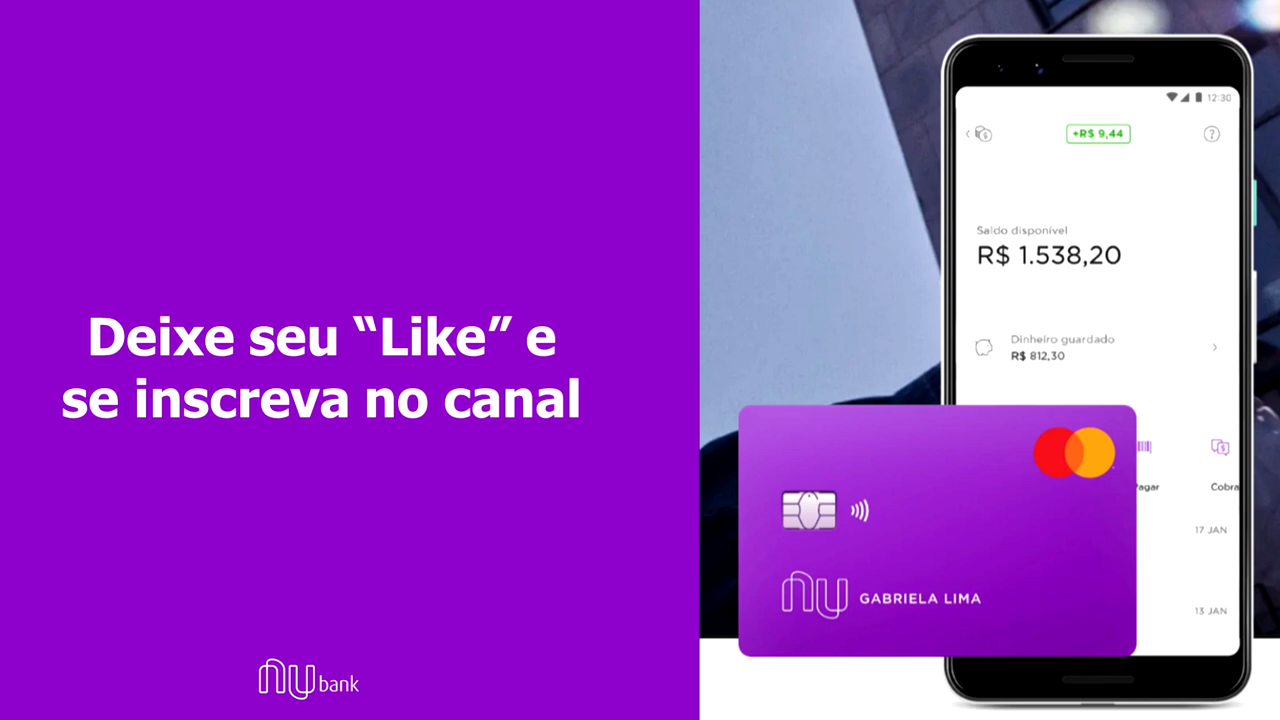 Deixe seu “Like” e
se inscreva no canal
nu bank
12:30
+R$ 9,44
?
Saldo disponível
R$ 1.538,20
Dinheiro guardado
R$ 812,30
Pagar
Cobra
17 JAN
13 JAN
nu GABRIELA LIMA